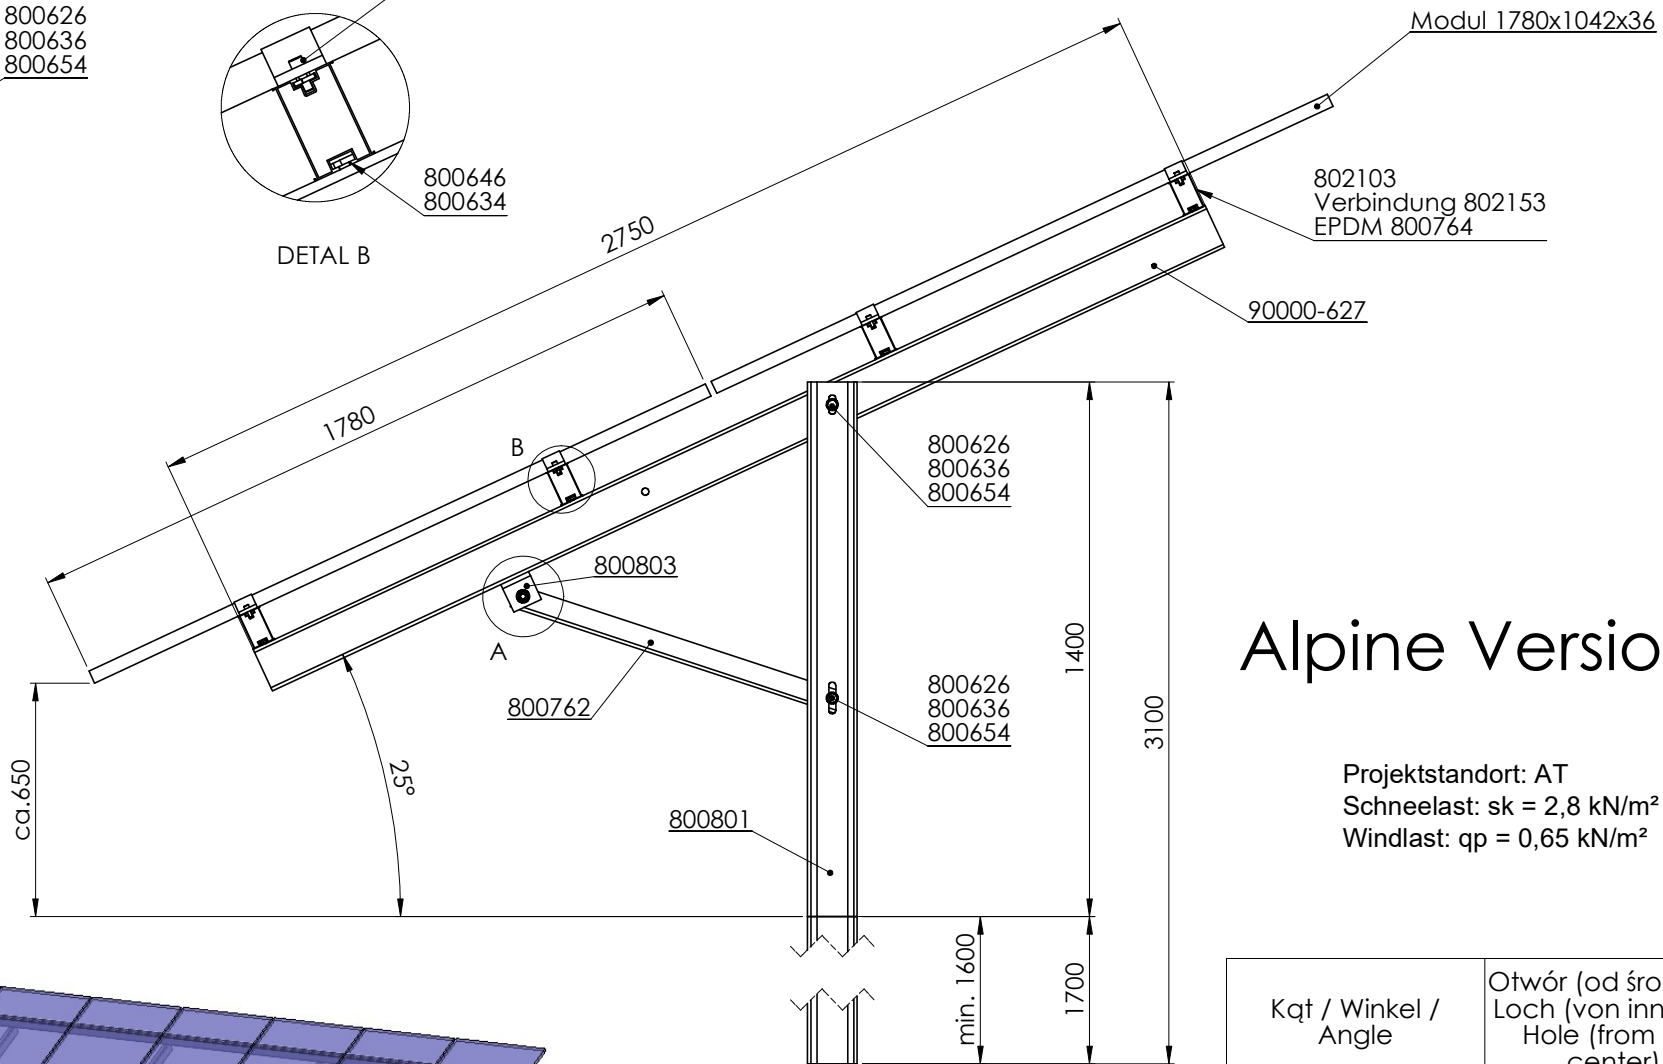 800626
800636
800654
800646
800634
DETAL B
Modul 1780x1042x36
2750
802103
Verbindung 802153
EPDM 800764
90000-627
1780
B
800626
800636
800654
800803
A
800762
800626
800636
800654
1400
3100
Alpine Versio
Projektstandort: AT
Schneelast: sk = 2,8 kN/m²
Windlast: qp = 0,65 kN/m²
ca.650
25°
800801
min. 1600
1700
Kąt / Winkel /
Angle
Otwór (od śro
Loch (von inn
Hole (from
center)